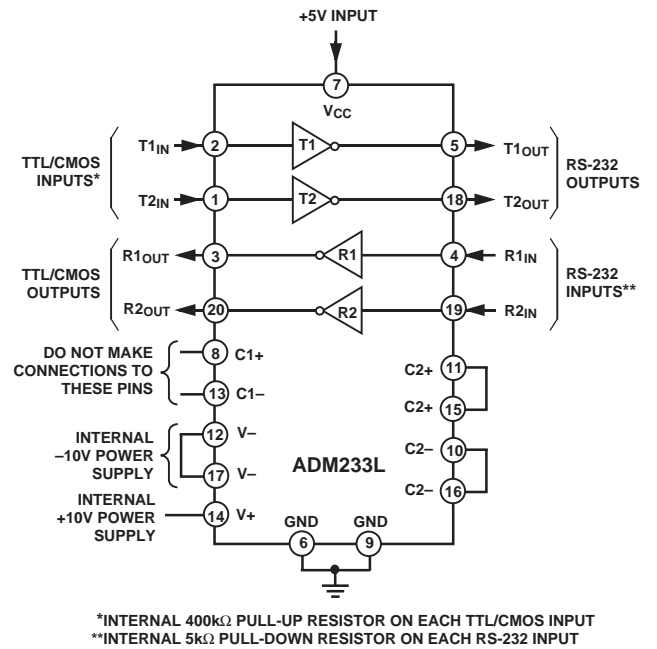 +5V INPUT
7
VCC
TTL/CMOS
INPUTS*
T1IN
2
T1
5
T1OUT
RS-232
OUTPUTS
T2IN
1
T2
18
T2OUT
TTL/CMOS
OUTPUTS
R1OUT
3
R1
4
R1IN
RS-232
INPUTS**
R2OUT
20
R2
19
R2IN
DO NOT MAKE
CONNECTIONS TO
THESE PINS
8
C1+
13
C1–
C2+
11
C2+
15
INTERNAL
–10V POWER
SUPPLY
12
V–
17
V–
C2–
10
C2–
16
ADM233L
INTERNAL
+10V POWER
SUPPLY
14
V+
GND
6
GND
9
*INTERNAL 400kΩ PULL-UP RESISTOR ON EACH TTL/CMOS INPUT
**INTERNAL 5kΩ PULL-DOWN RESISTOR ON EACH RS-232 INPUT